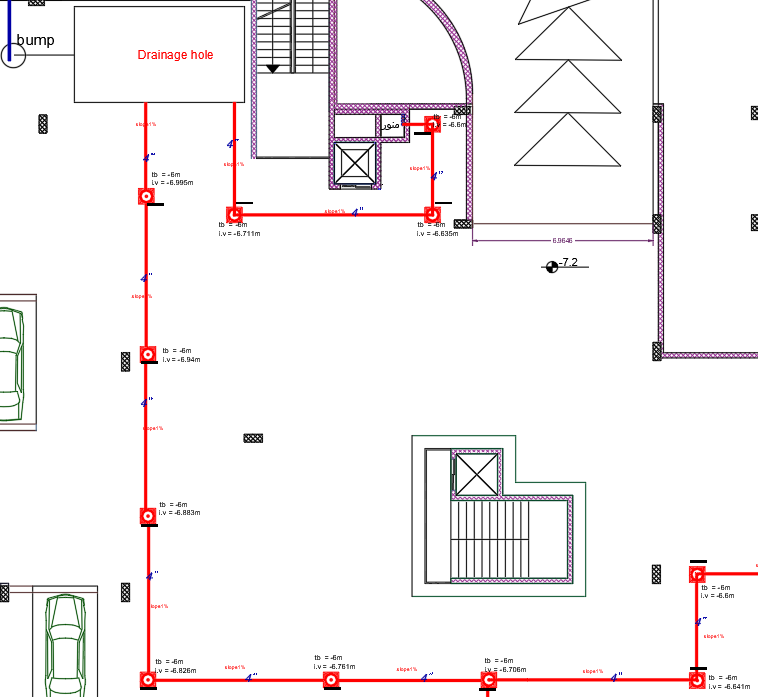 bump
Drainage hole
slope1%
4"
4"
slope1%
منور
tb = -6m
i.v = -6.6m
4"
tb = -6m
i.v = -6.995m
slope1%
4"
tb = -6m
i.v = -6.711m
tb = -6m
i.v = -6.635m
6.9646
-7.2
4"
slope1%
tb = -6m
i.v = -6.94m
4"
slope1%
tb = -6m
i.v = -6.883m
4"
slope1%
tb = -6m
i.v = -6.6m
4"
slope1%
tb = -6m
i.v = -6.826m
slope1%
4"
tb = -6m
i.v = -6.761m
slope1%
4"
tb = -6m
i.v = -6.706m
slope1%
4"
tb = -6m
i.v = -6.641m